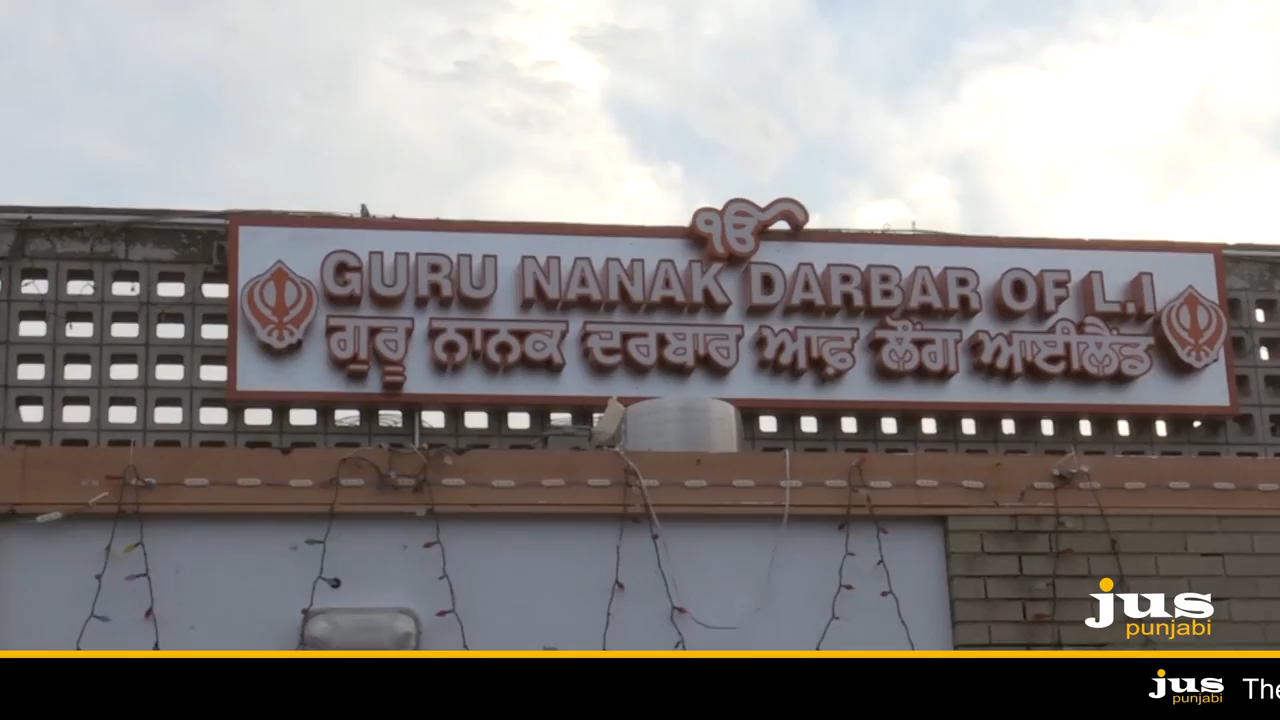 ੴ
GURU NANAK DARBAR OF L.I
ਗੁਰੂ ਨਾਨਕ ਦਰਬਾਰ ਆਫ਼ ਲੌਂਗ ਆਈਲੈਂਡ
jus
punjabi
jus
punjabi
The